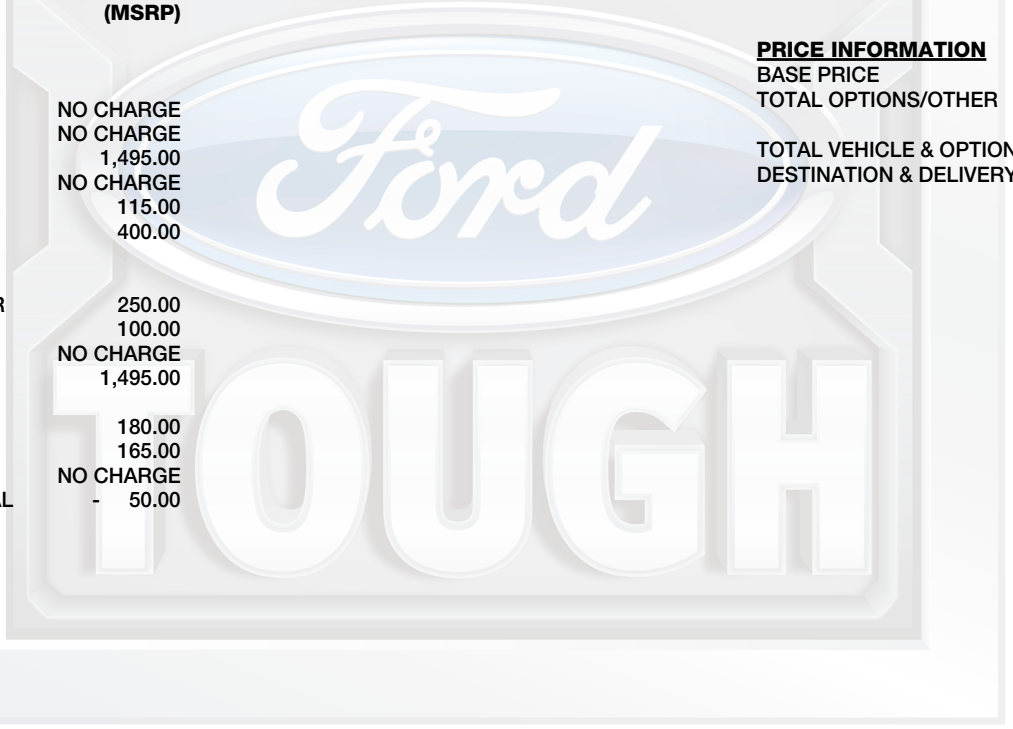 (MSRP)
NO CHARGE
NO CHARGE
1,495.00
NO CHARGE
115.00
400.00
R 250.00
100.00
NO CHARGE
1,495.00
180.00
165.00
NO CHARGE
AL - 50.00
PRICE INFORMATION
BASE PRICE
TOTAL OPTIONS/OTHER
TOTAL VEHICLE & OPTION
DESTINATION & DELIVERY
Ford
TOUGH